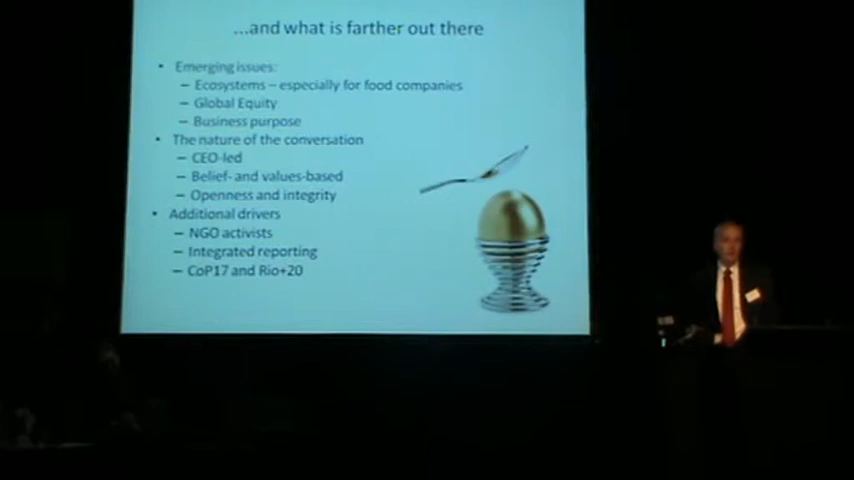 ...and what is farther out there
• Emerging issues:
– Ecosystems – especially for food companies
– Global Equity
– Business purpose
• The nature of the conversation
– CEO-led
– Belief- and values-based
– Openness and integrity
• Additional drivers
– NGO activists
– Integrated reporting
– CoP17 and Rio+20